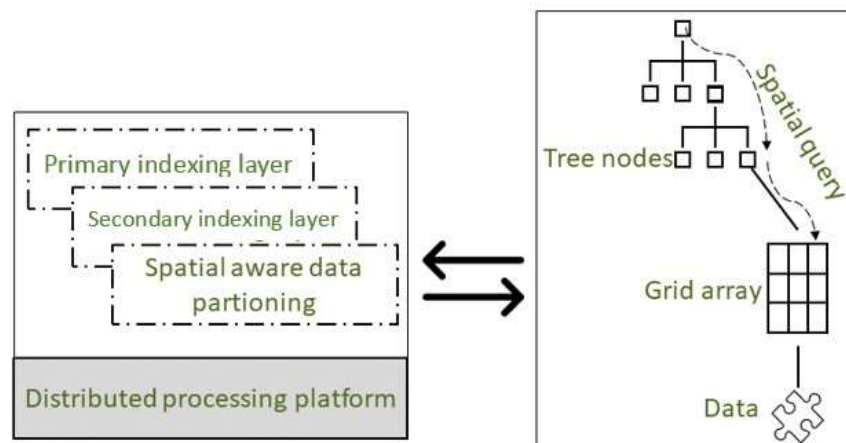 Primary indexing layer
Secondary indexing layer
Spatial aware data
partioning
Distributed processing platform
Spatial query
Tree nodes
Grid array
Data